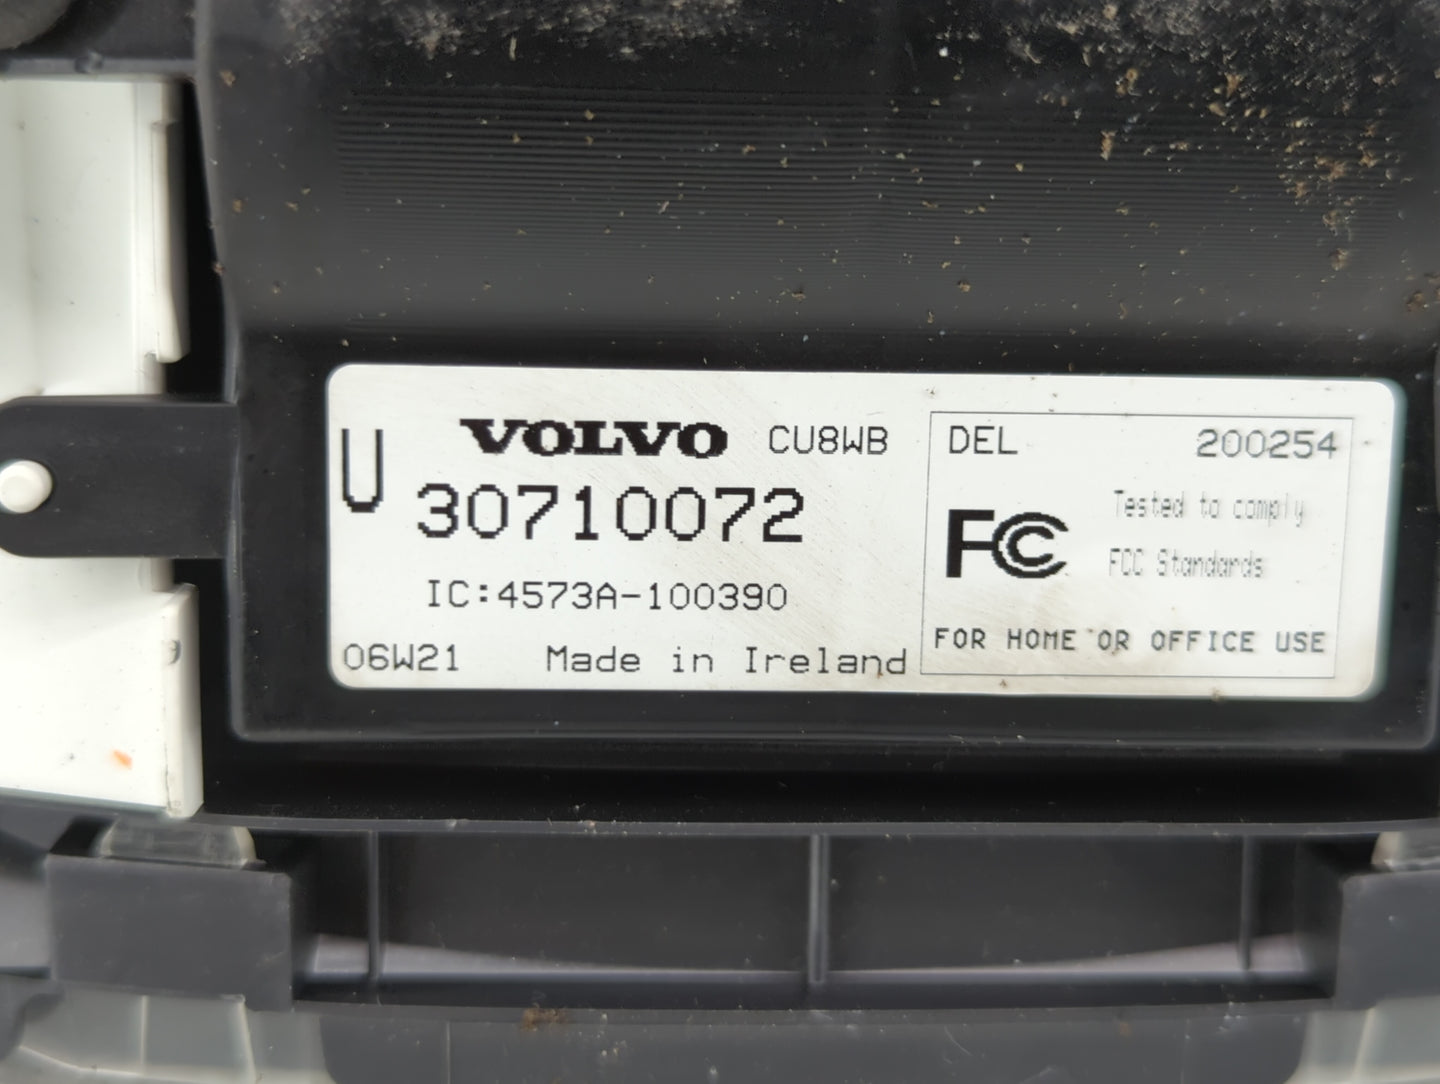 U
VOLVO CU8WB
30710072
IC:4573A-100390
06W21 Made in Ireland
DEL 200254
FC Tested to comply
FCC Standards
FOR HOME OR OFFICE USE